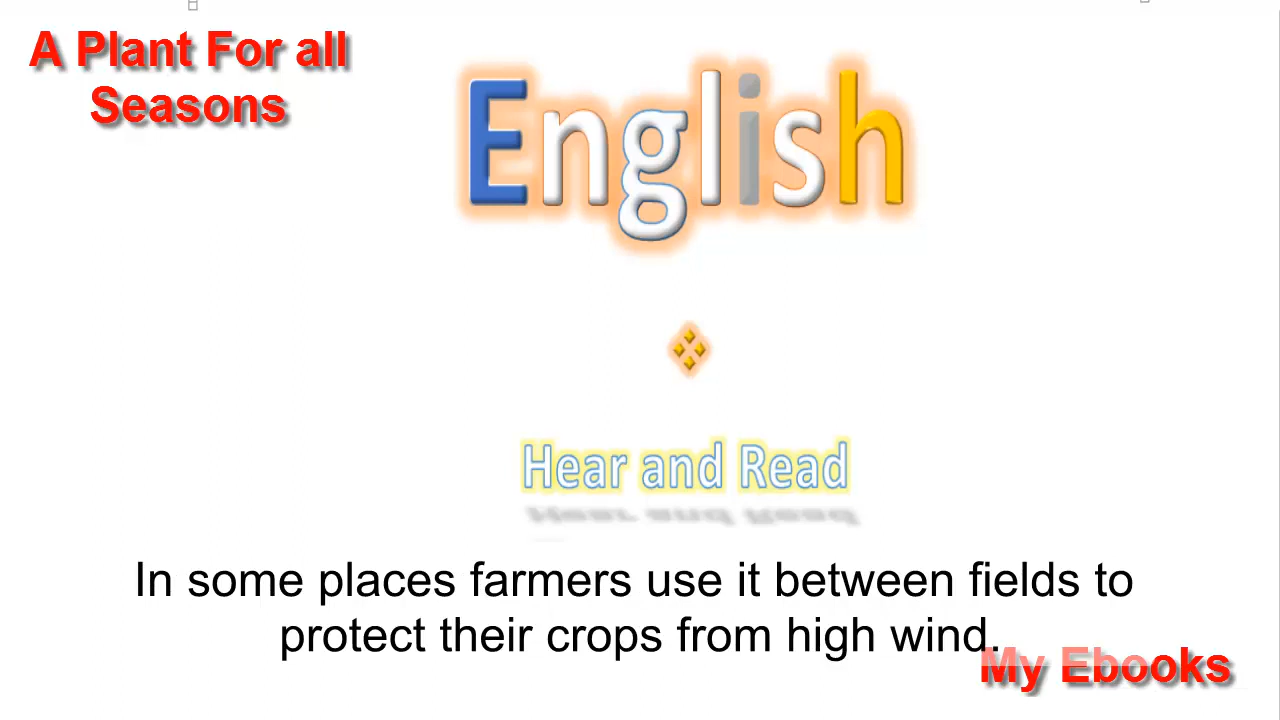 A Plant For all
Seasons
English
❖
Hear and Read
In some places farmers use it between fields to
protect their crops from high wind.
My Ebooks